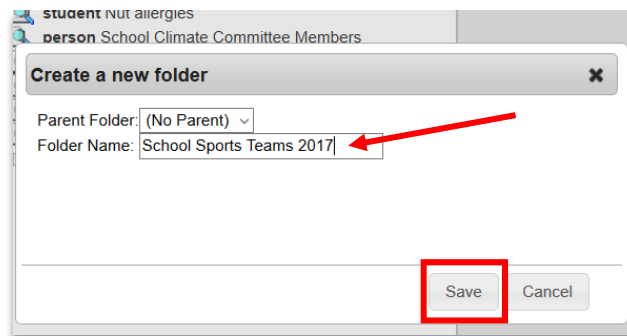 student Nut allergies
person School Climate Committee Members
Create a new folder
Parent Folder: (No Parent)
Folder Name: School Sports Teams 2017
Save Cancel